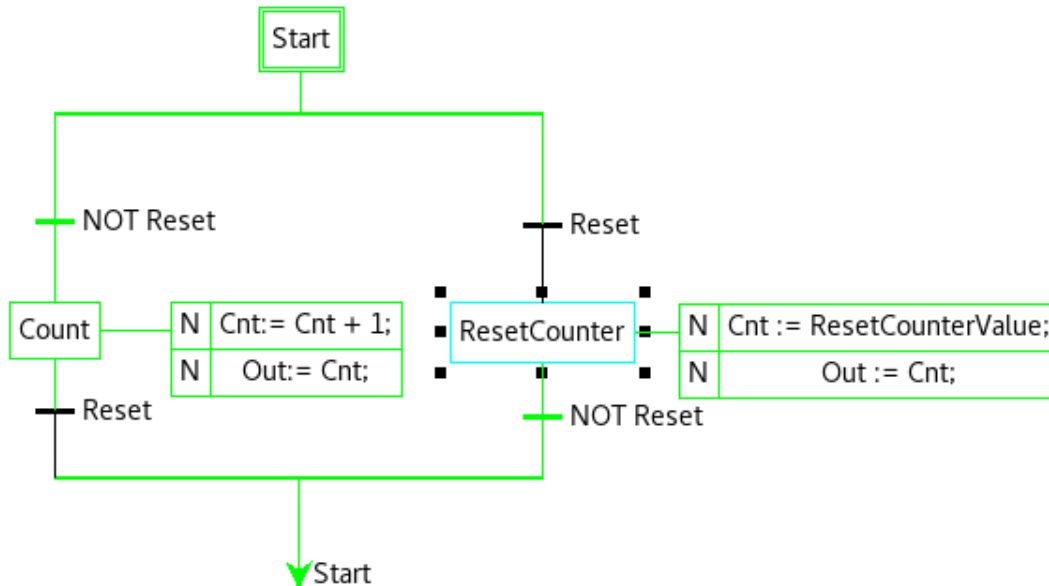 Start
NOT Reset
Reset
Count
N Cnt:= Cnt + 1;
N Out:= Cnt;
ResetCounter
N Cnt := ResetCounterValue;
N Out := Cnt;
Reset
NOT Reset
Start